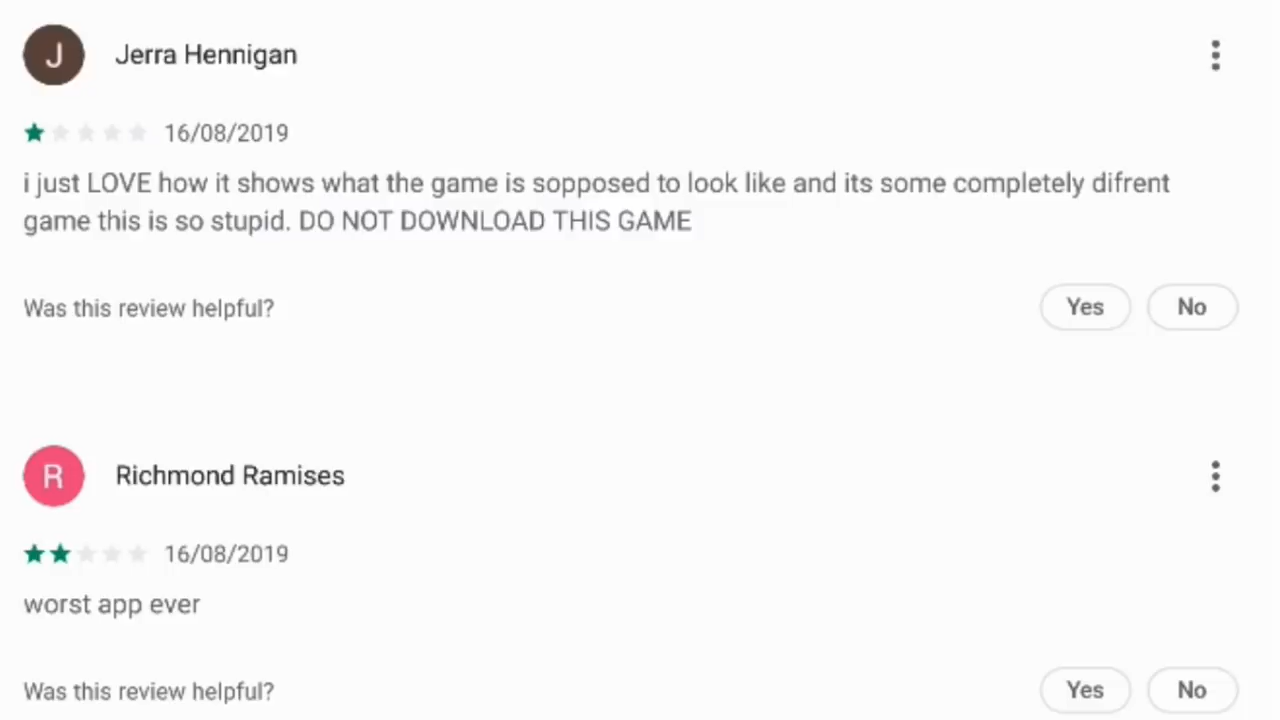 J
Jerra Hennigan
16/08/2019
i just LOVE how it shows what the game is sopposed to look like and its some completely difrent
game this is so stupid. DO NOT DOWNLOAD THIS GAME
Was this review helpful?
Yes
No
R
Richmond Ramises
16/08/2019
worst app ever
Was this review helpful?
Yes
No